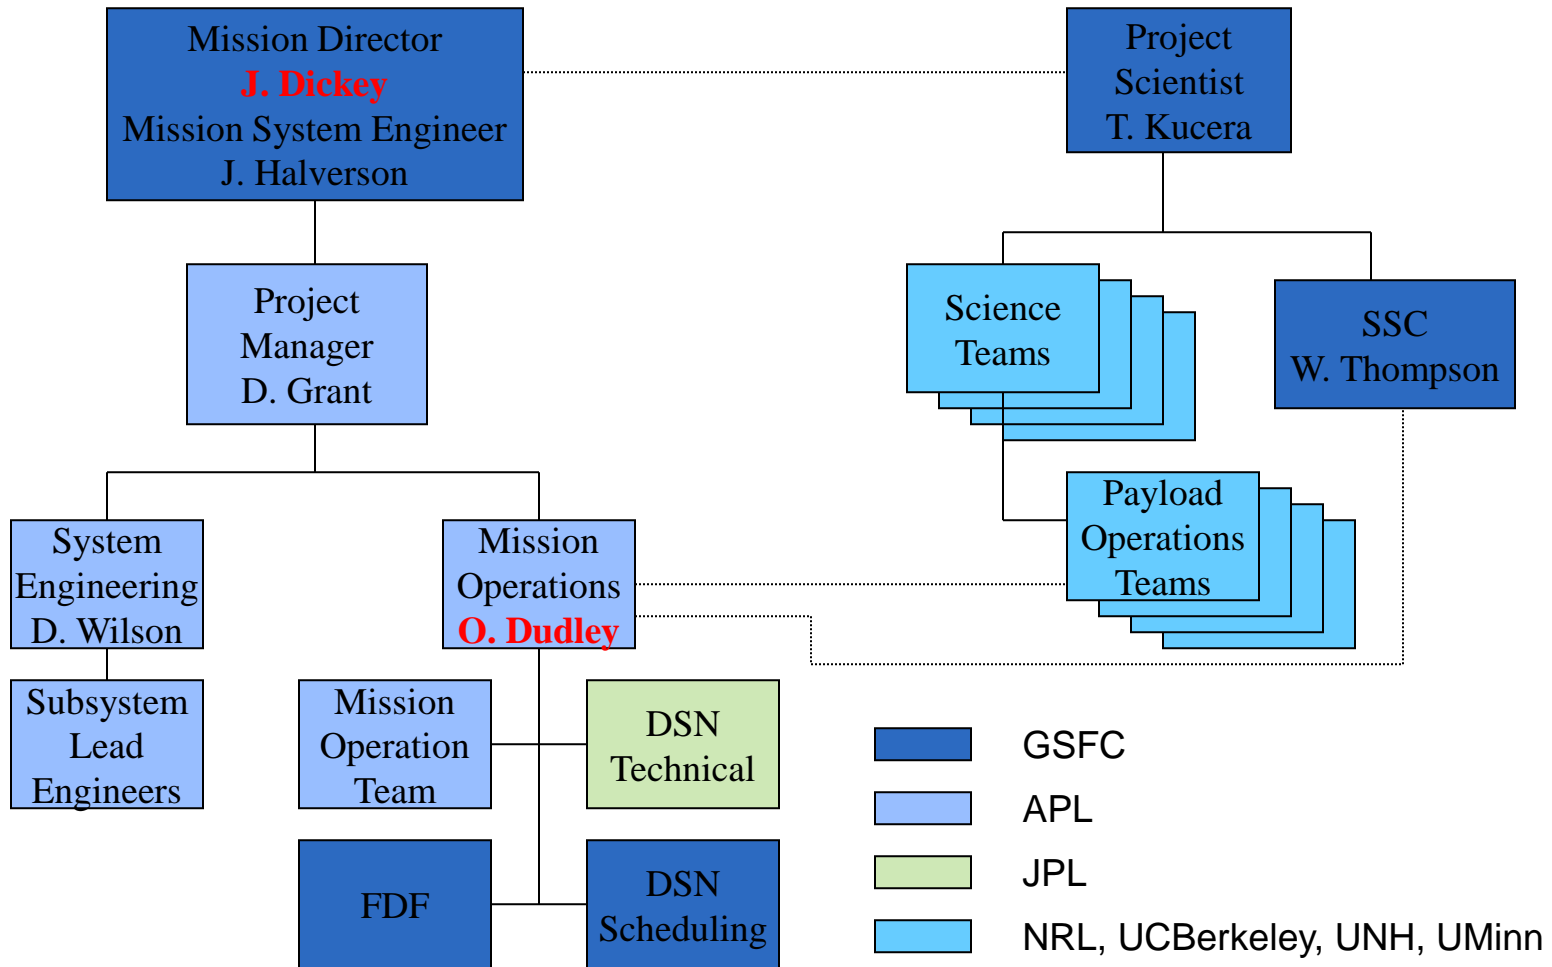 Mission Director
J. Dickey
Mission System Engineer
J. Halverson
Project
Scientist
T. Kucera
Project
Manager
D. Grant
Science
Teams
SSC
W. Thompson
System
Engineering
D. Wilson
Mission
Operations
O. Dudley
Payload
Operations
Teams
Subsystem
Lead
Engineers
Mission
Operation
Team
DSN
Technical
FDF
DSN
Scheduling
GSFC
APL
JPL
NRL, UCBerkeley, UNH, UMinn